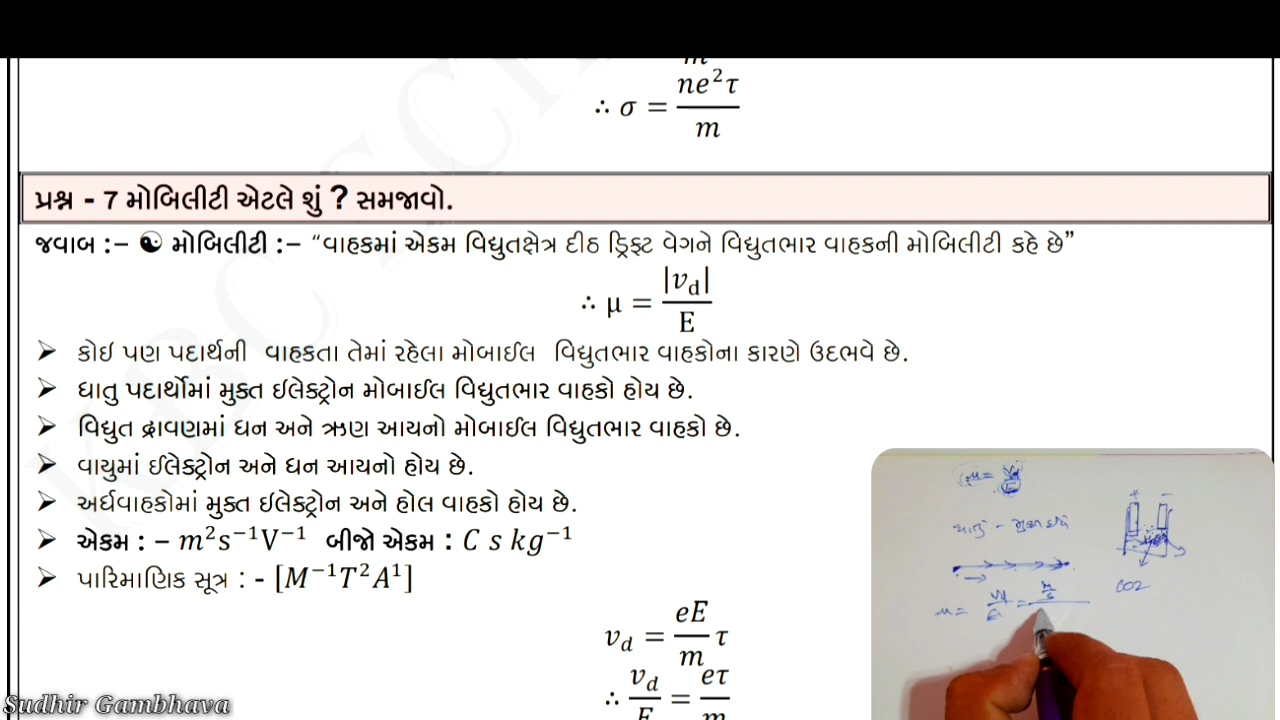 ∴ σ = ne²τ / m
પ્રશ્ન - 7 મોબિલીટી એટલે શું ? સમજાવો.
જવાબ :– ☯ મોબિલીટી :– “વાહકમાં એકમ વિદ્યુતક્ષેત્ર દીઠ ડ્રિફ્ટ વેગને વિદ્યુતભાર વાહકની મોબિલીટી કહે છે”
∴ μ = |v_d| / E
➢ કોઈ પણ પદાર્થની વાહકતા તેમાં રહેલા મોબાઈલ વિદ્યુતભાર વાહકોના કારણે ઉદભવે છે.
➢ ધાતુ પદાર્થોમાં મુક્ત ઈલેક્ટ્રોન મોબાઈલ વિદ્યુતભાર વાહકો હોય છે.
➢ વિદ્યુત દ્રાવણમાં ધન અને ઋણ આયનો મોબાઈલ વિદ્યુતભાર વાહકો છે.
➢ વાયુમાં ઈલેક્ટ્રોન અને ધન આયનો હોય છે.
➢ અર્ધવાહકોમાં મુક્ત ઈલેક્ટ્રોન અને હોલ વાહકો હોય છે.
➢ એકમ : – m²s⁻¹V⁻¹ બીજો એકમ : C s kg⁻¹
➢ પારિમાણિક સૂત્ર : - [M⁻¹T²A¹]
v_d = eE/m τ
∴ v_d / E = eτ / m
μ = Vd / E
CO2
μ = Vd / E = m/s
Sudhir Gambhava